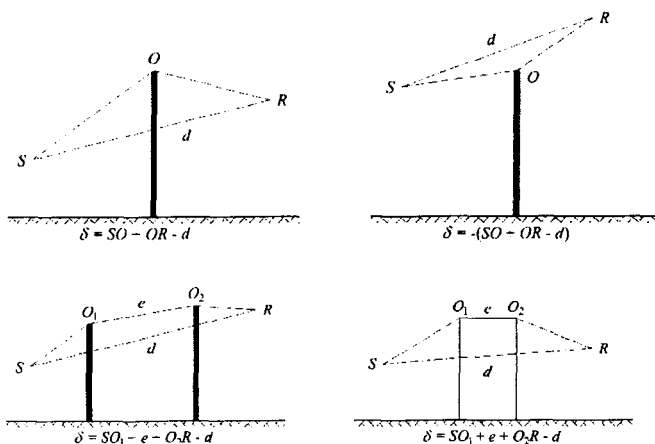 O
S
R
d
δ = SO − OR - d
R
d
S
O
δ = -(SO − OR - d)
O₁ e O₂
R
S
d
δ = SO₁ − e − O₂R - d
O₁ e O₂
S
R
d
δ = SO₁ + e + O₂R - d